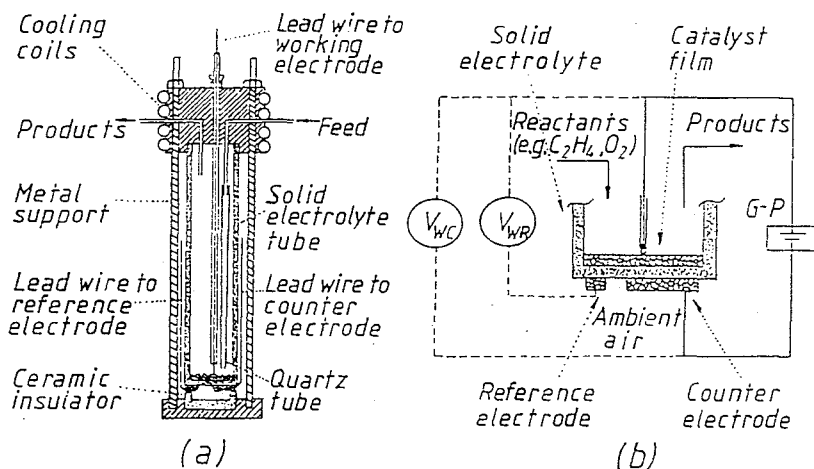 Cooling
coils
Lead wire to
working
electrode
Products
Feed
Metal
support
Solid
electrolyte
tube
Lead wire to
reference
electrode
Lead wire to
counter
electrode
Ceramic
insulator
Quartz
tube
(a)
Solid
electrolyte
Catalyst
film
Reactants
(e.g. C₂H₄, O₂)
Products
V_WC
V_WR
G-P
Ambient
air
Reference
electrode
Counter
electrode
(b)